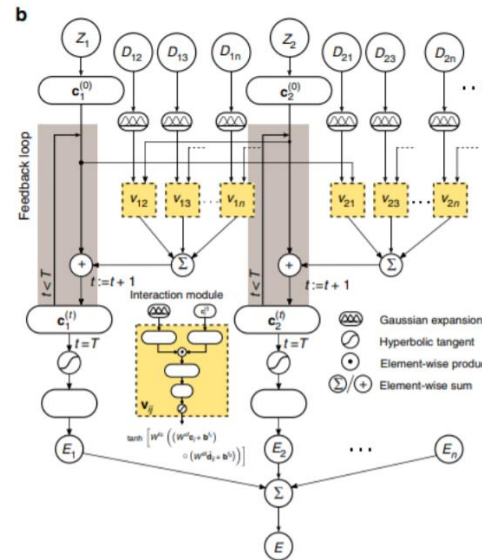 b
Z₁ D₁₂ D₁₃ D₁ₙ Z₂ D₂₁ D₂₃ D₂ₙ
c₁⁽⁰⁾ c₂⁽⁰⁾
Feedback loop
v₁₂ v₁₃ v₁ₙ v₂₁ v₂₃ v₂ₙ
+ Σ + Σ
t<T t:=t+1 t<T t:=t+1
Interaction module
c₁⁽ᵗ⁾ c₂⁽ᵗ⁾
t=T t=T
vᵢⱼ
Gaussian expansion
Hyperbolic tangent
Element-wise produc
Σ/+ Element-wise sum
E₁ E₂ ... Eₙ
Σ
E